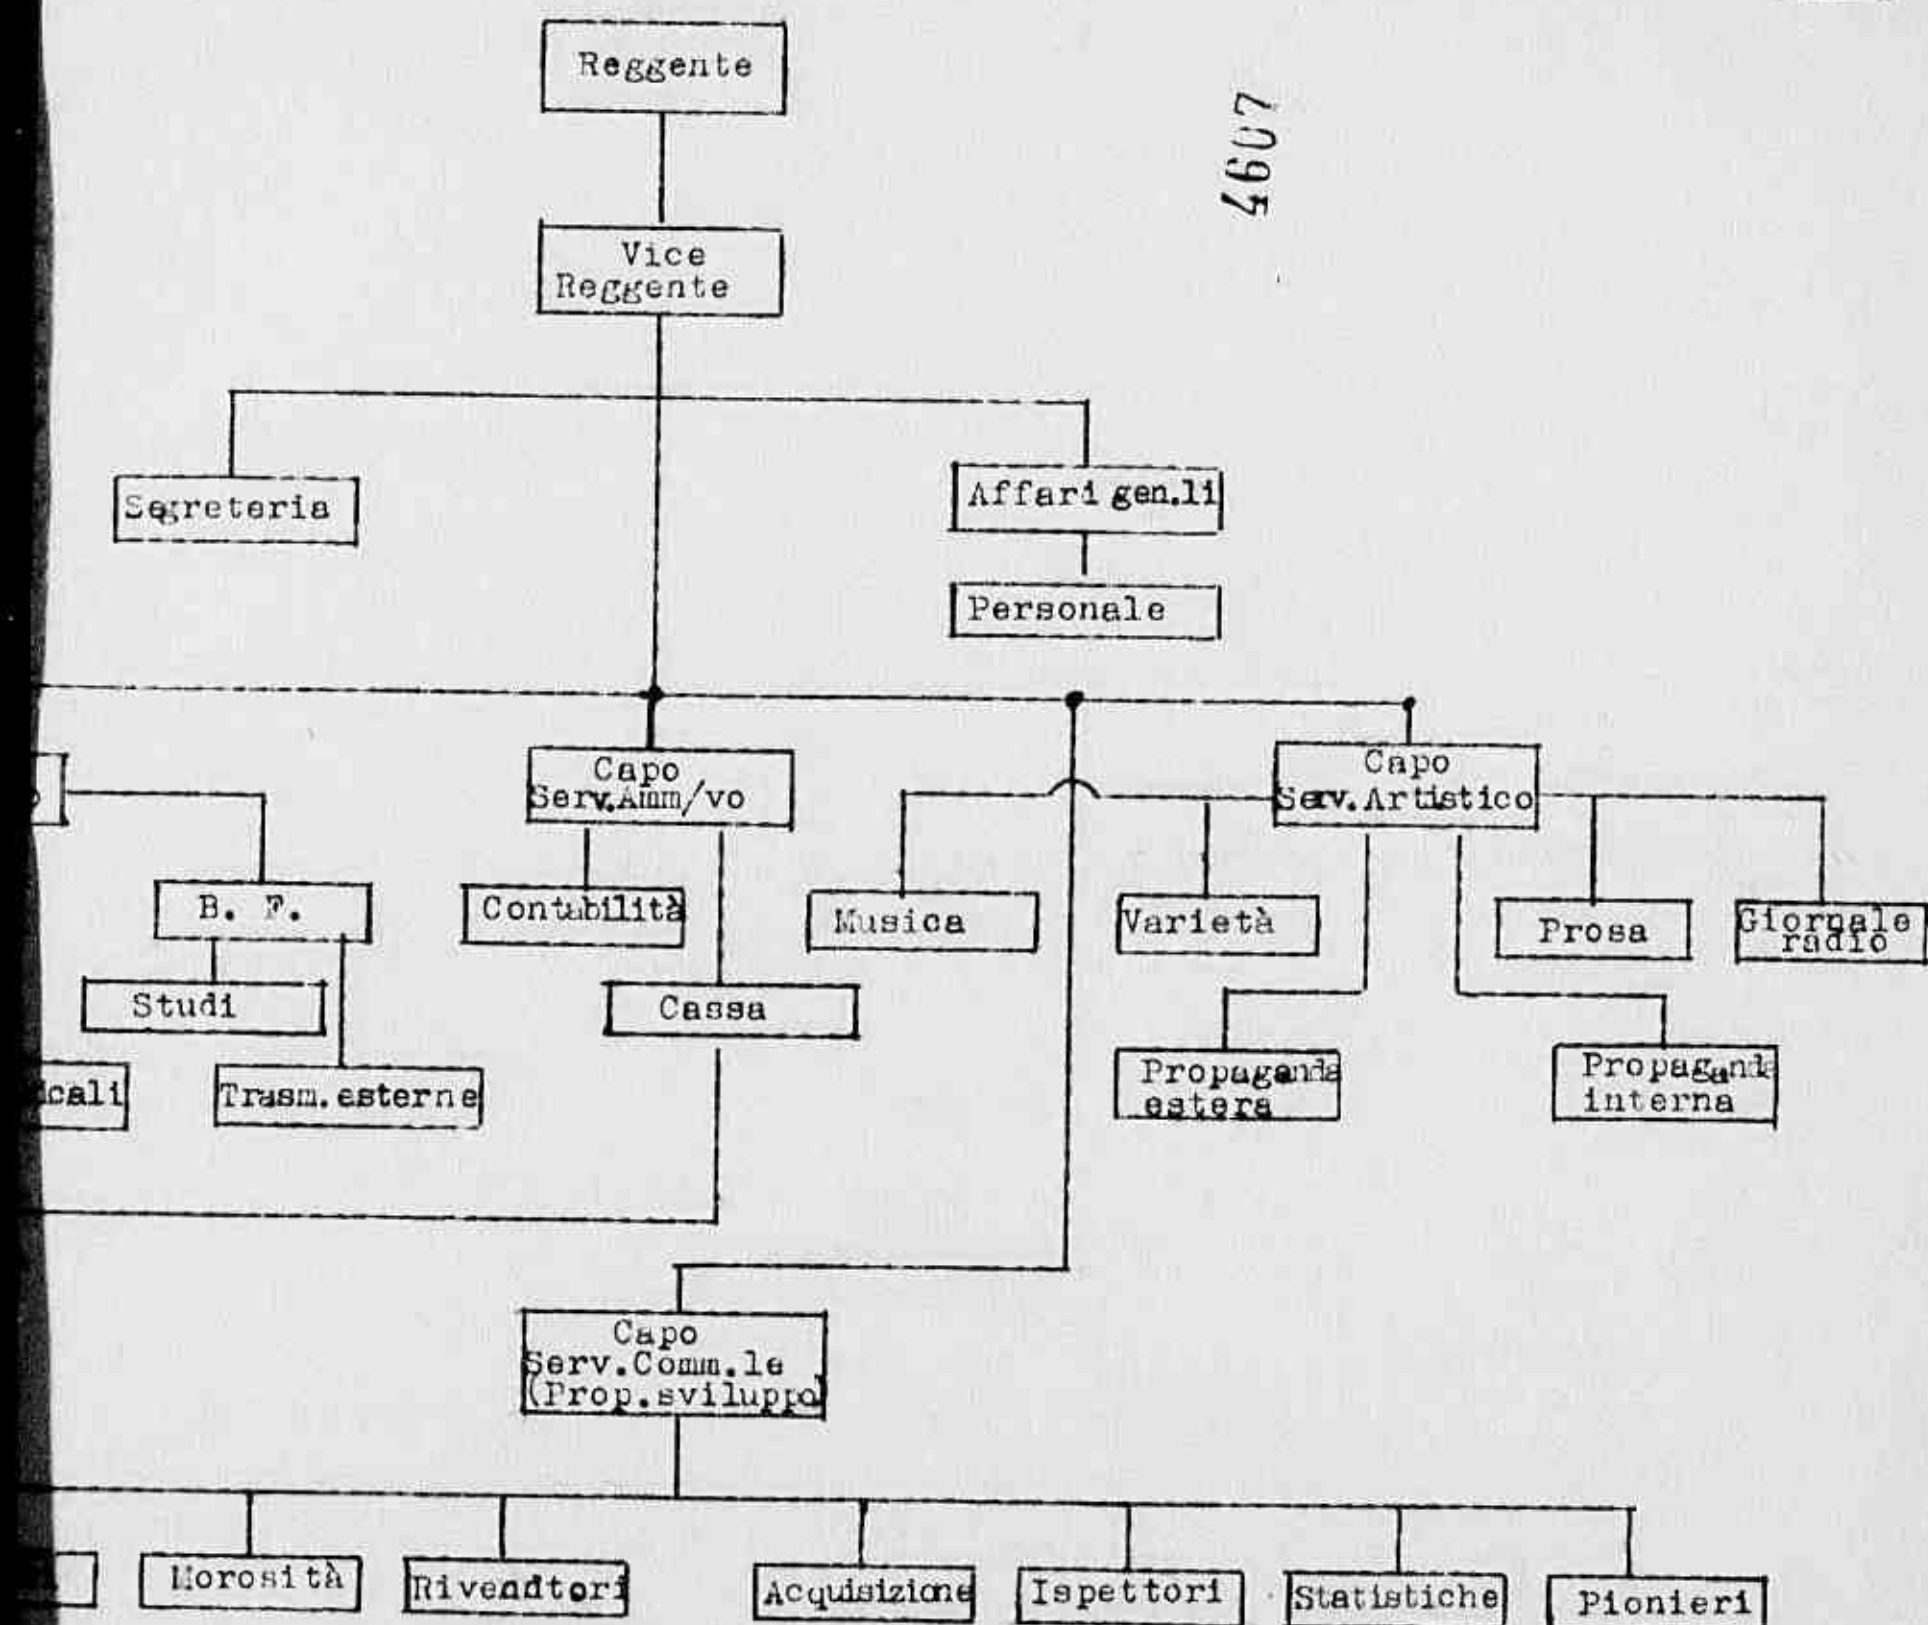 Reggente
4607
Vice
Reggente
Segreteria
Affari gen.li
Personale
Capo
Serv.Amm/vo
Capo
Serv.Artistico
B. F.
Contabilità
Musica
Varietà
Prosa
Giornale
radio
Studi
Cassa
Trasm.esterne
Propaganda
estera
Propaganda
interna
Capo
Serv.Comm.le
(Prop.sviluppo)
Morosità
Rivendtori
Acquisizione
Ispettori
Statistiche
Pionieri